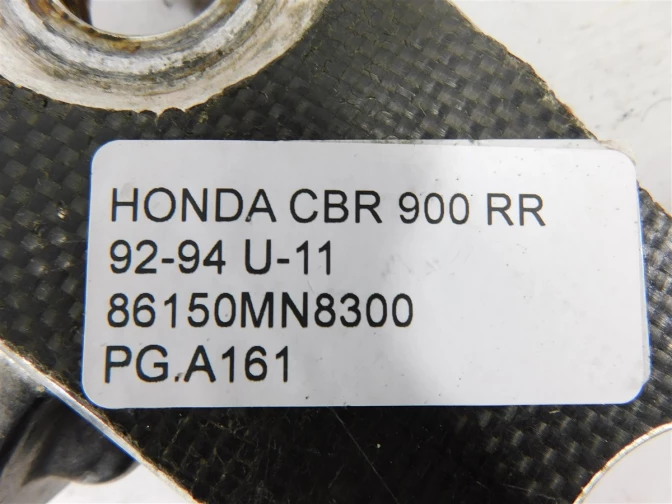 HONDA CBR 900 RR
92-94 U-11
86150MN8300
PG.A161